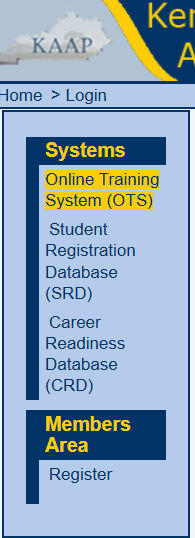 KAAP
Ke
A
Home > Login
Systems
Online Training
System (OTS)
Student
Registration
Database
(SRD)
Career
Readiness
Database
(CRD)
Members
Area
Register